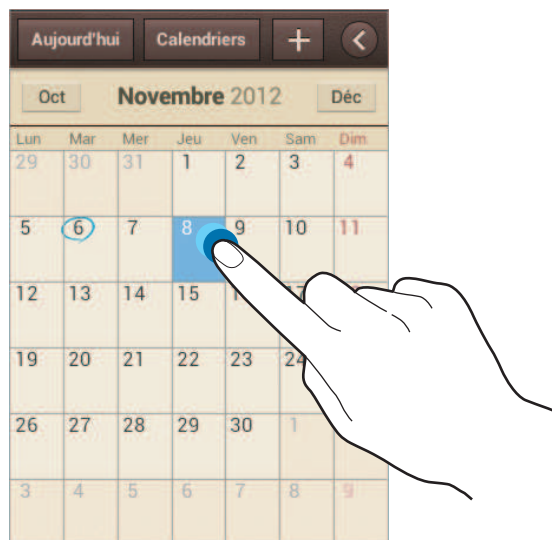 Aujourd'hui Calendriers
Oct Novembre 2012 Déc
Lun Mar Mer Jeu Ven Sam Dim
29 30 31 1 2 3 4
5 6 7 8 9 10 11
12 13 14 15 17
19 20 21 22 23 24
26 27 28 29 30 1
3 4 5 6 7 8 9